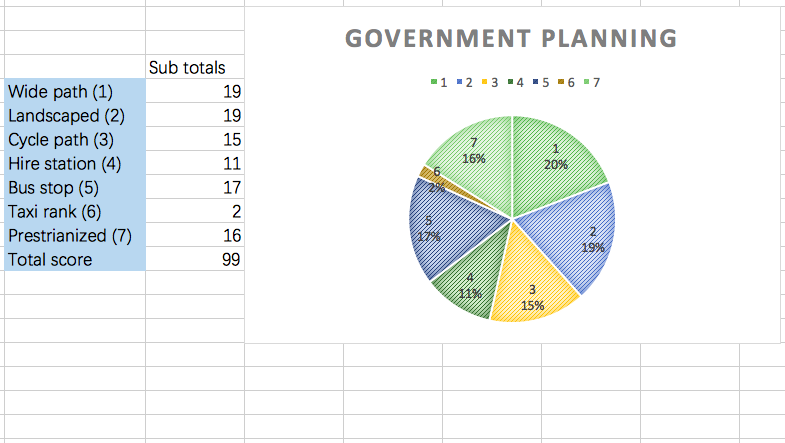 GOVERNMENT PLANNING
1 2 3 4 5 6 7
Sub totals
Wide path (1) 19
Landscaped (2) 19
Cycle path (3) 15
Hire station (4) 11
Bus stop (5) 17
Taxi rank (6) 2
Prestrianized (7) 16
Total score 99
1
20%
2
19%
3
15%
4
11%
5
17%
6
2%
7
16%